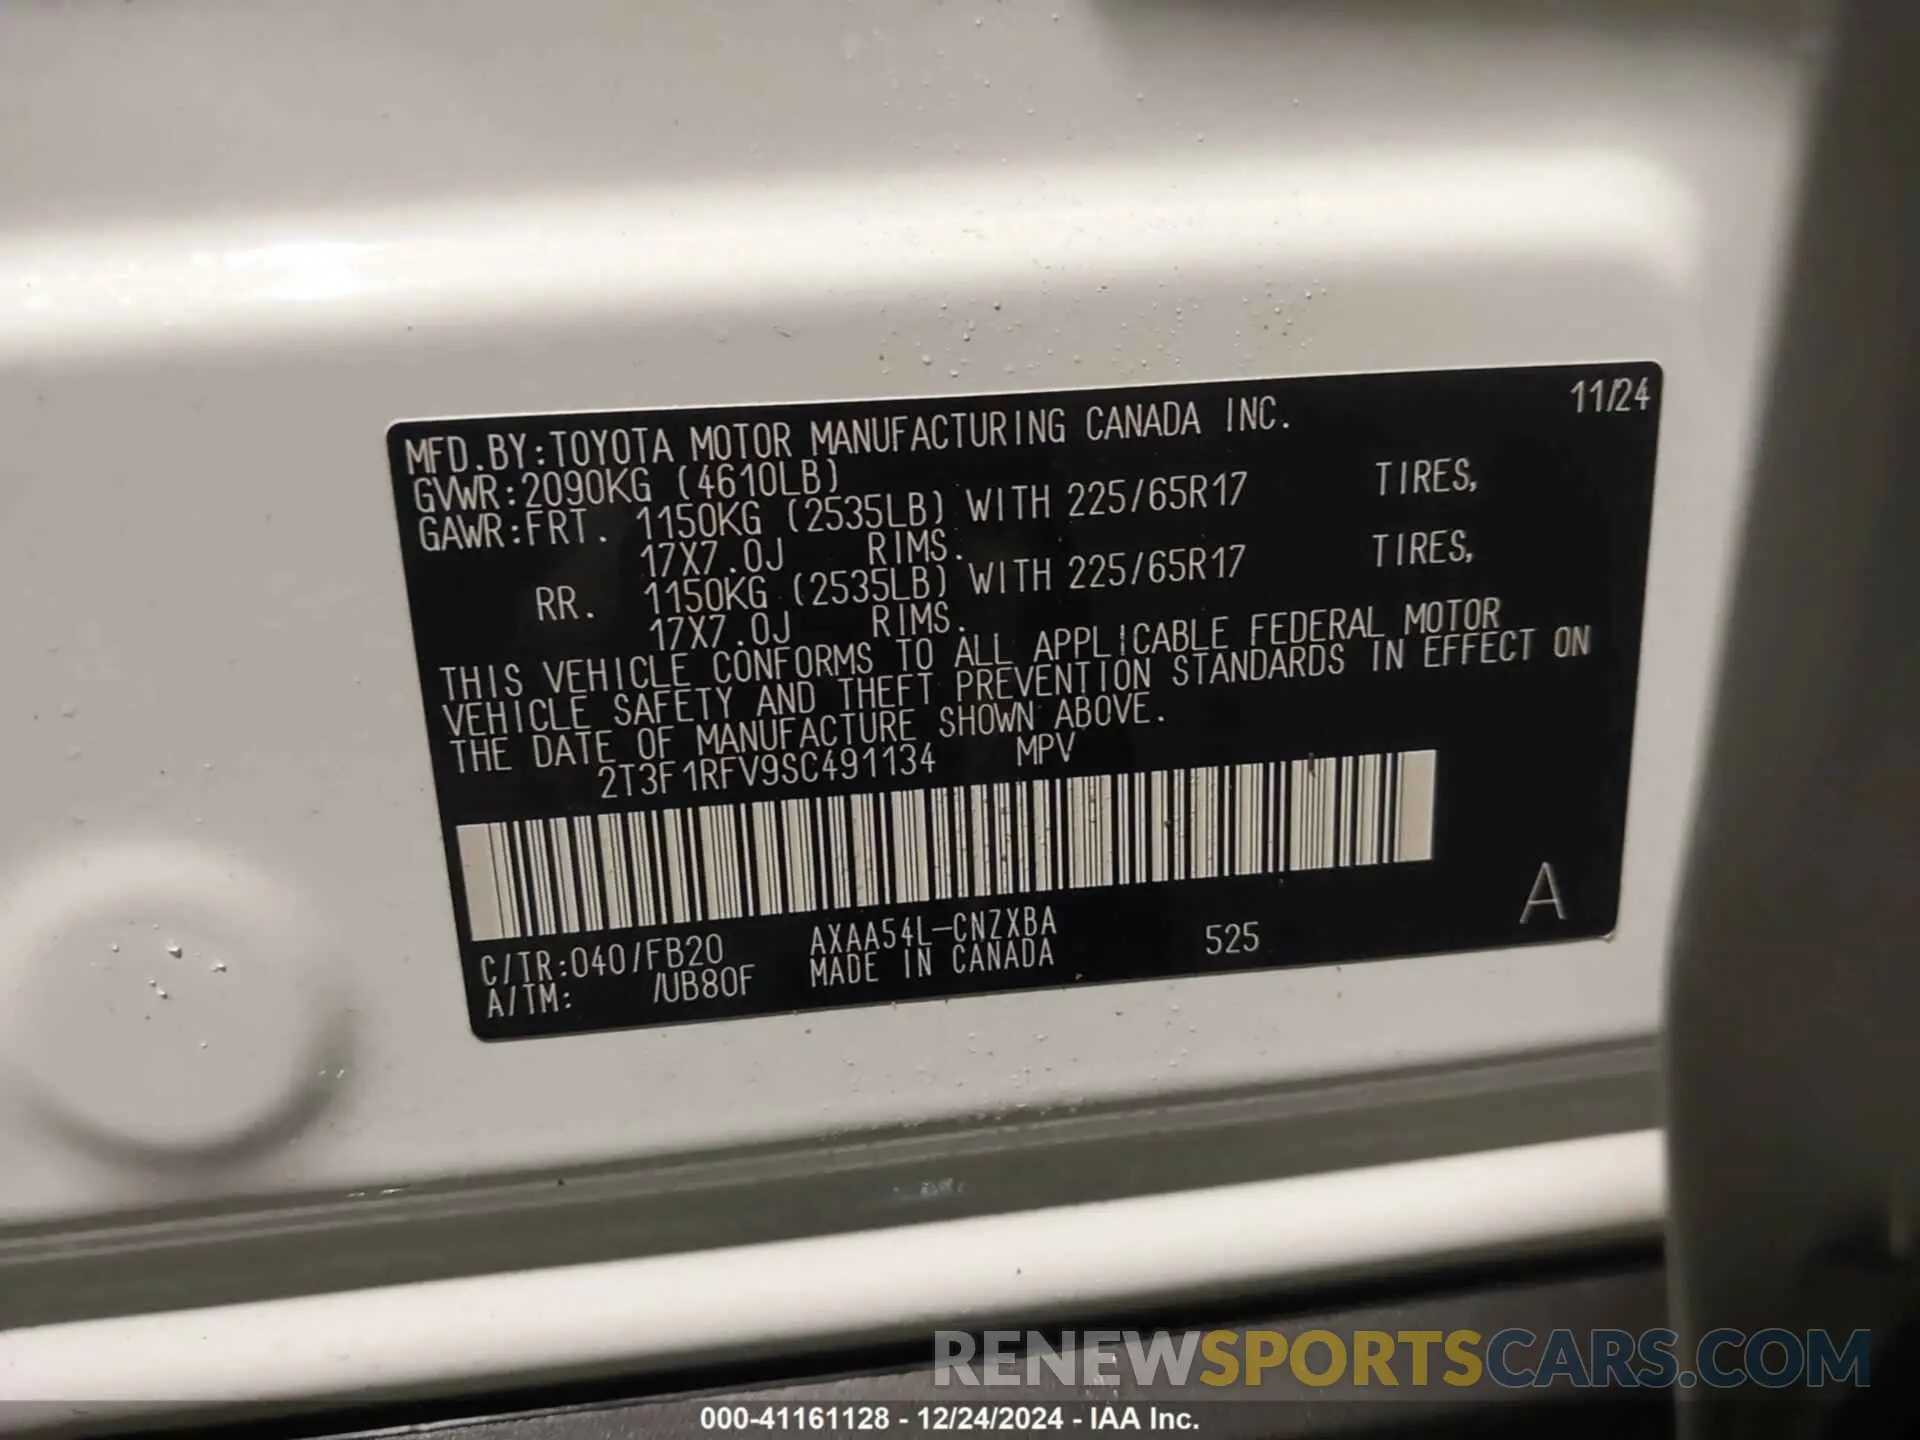 11/24
MFD.BY:TOYOTA MOTOR MANUFACTURING CANADA INC.
GVWR:2090KG (4610LB)
GAWR:FRT. 1150KG (2535LB) WITH 225/65R17 TIRES,
17X7.0J RIMS.
RR. 1150KG (2535LB) WITH 225/65R17 TIRES,
17X7.0J RIMS.
THIS VEHICLE CONFORMS TO ALL APPLICABLE FEDERAL MOTOR
VEHICLE SAFETY AND THEFT PREVENTION STANDARDS IN EFFECT ON
THE DATE OF MANUFACTURE SHOWN ABOVE.
2T3F1RFV9SC491134 MPV
A
C/TR:040/FB20 AXAA54L-CNZXBA 525
A/TM: /UB80F MADE IN CANADA
RENEWSPORTSCARS.COM
000-41161128 - 12/24/2024 - IAA Inc.